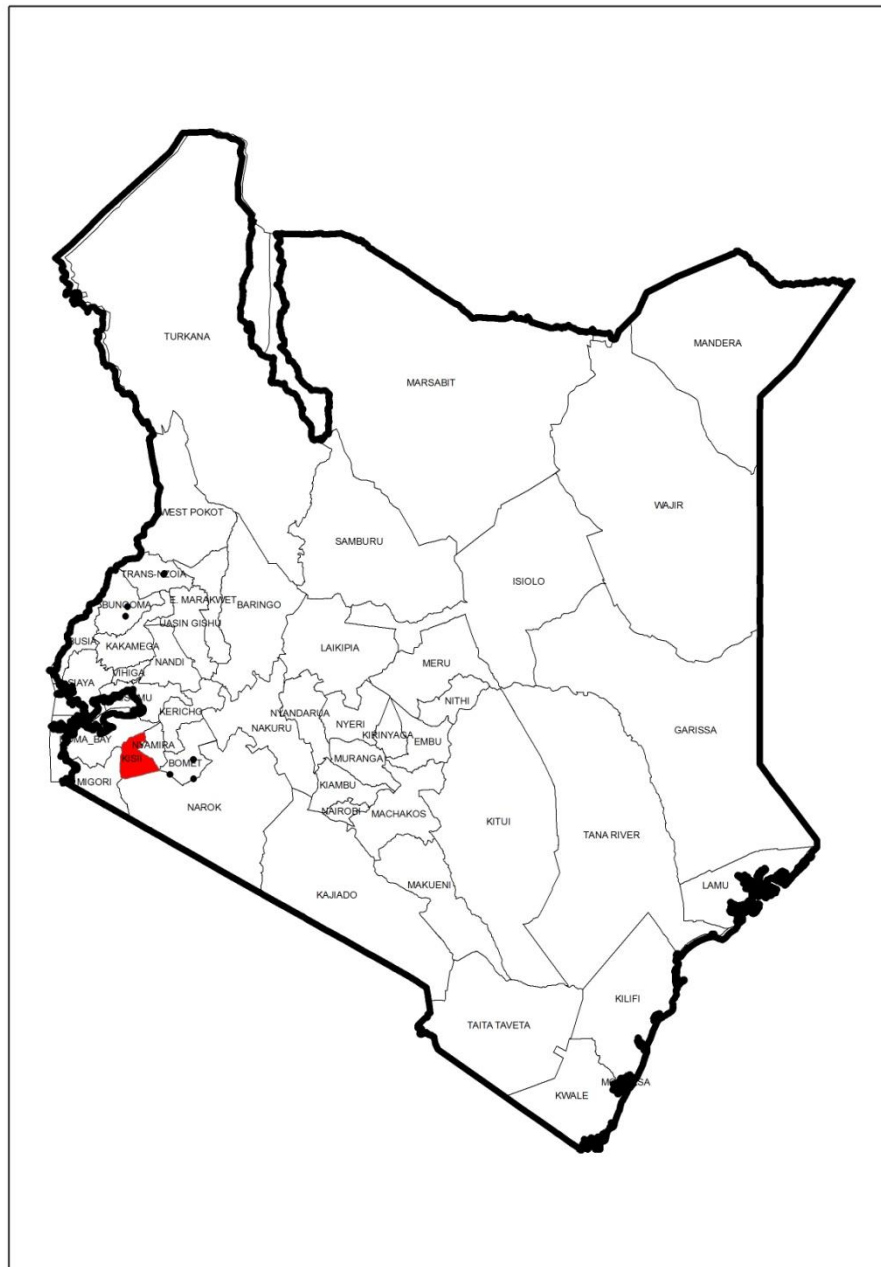 TURKANA
MANDERA
MARSABIT
WAJIR
WEST POKOT
SAMBURU
ISIOLO
TRANS-NZOIA
E. MARAKWET
BUNGOMA
BARINGO
UASIN GISHU
KAKAMEGA
LAIKIPIA
NANDI
MERU
VIHIGA
NITHI
KERICHO
NYANDARUA
NYERI
NAKURU
KIRINYAGA
EMBU
GARISSA
NYAMIRA
MURANGA
KISII
BOMET
MIGORI
KIAMBU
NAROK
NAIROBI
MACHAKOS
KITUI
TANA RIVER
MAKUENI
LAMU
KAJIADO
KILIFI
TAITA TAVETA
KWALE